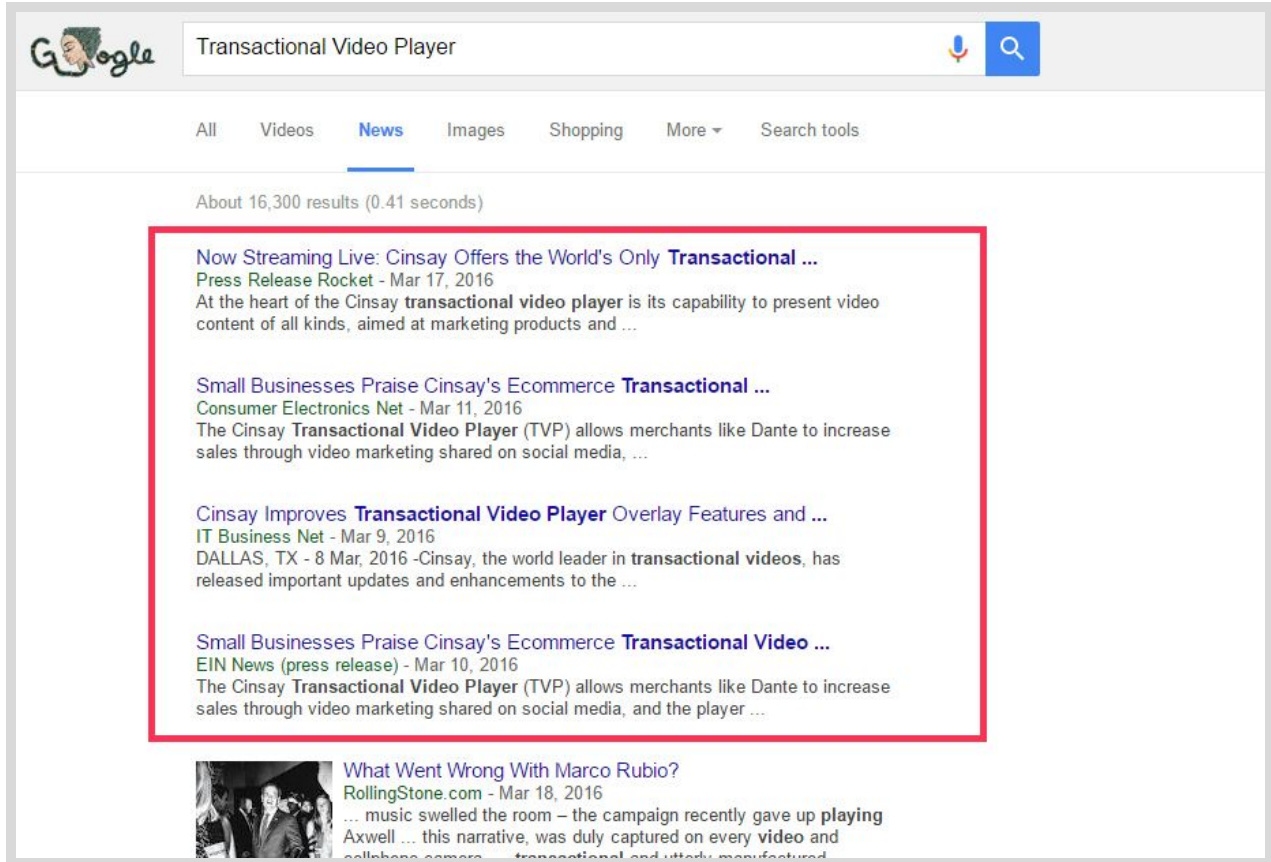 Google
Transactional Video Player
All Videos News Images Shopping More Search tools
About 16,300 results (0.41 seconds)
Now Streaming Live: Cinsay Offers the World's Only Transactional ...
Press Release Rocket - Mar 17, 2016
At the heart of the Cinsay transactional video player is its capability to present video
content of all kinds, aimed at marketing products and ...
Small Businesses Praise Cinsay's Ecommerce Transactional ...
Consumer Electronics Net - Mar 11, 2016
The Cinsay Transactional Video Player (TVP) allows merchants like Dante to increase
sales through video marketing shared on social media, ...
Cinsay Improves Transactional Video Player Overlay Features and ...
IT Business Net - Mar 9, 2016
DALLAS, TX - 8 Mar, 2016 -Cinsay, the world leader in transactional videos, has
released important updates and enhancements to the ...
Small Businesses Praise Cinsay's Ecommerce Transactional Video ...
EIN News (press release) - Mar 10, 2016
The Cinsay Transactional Video Player (TVP) allows merchants like Dante to increase
sales through video marketing shared on social media, and the player ...
What Went Wrong With Marco Rubio?
RollingStone.com - Mar 18, 2016
... music swelled the room – the campaign recently gave up playing
Axwell ... this narrative, was duly captured on every video and
cellphone camera ... transactional and utterly manufactured